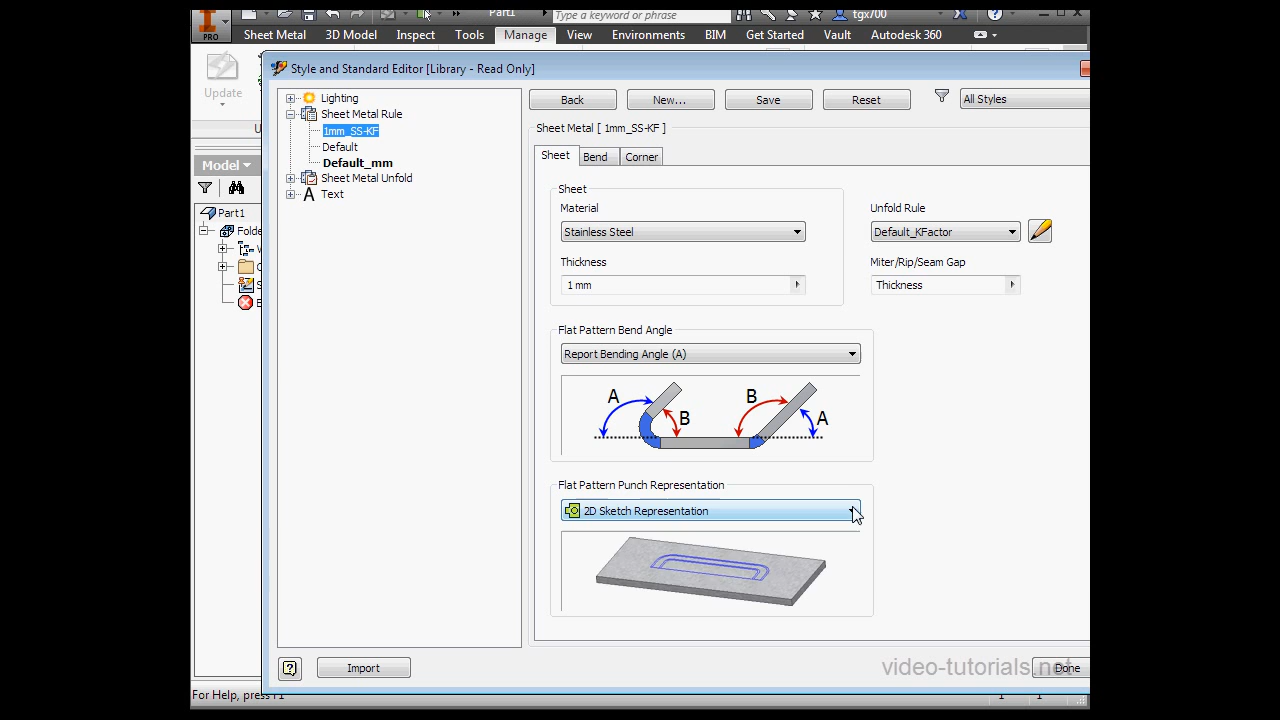 Part1
Type a keyword or phrase
tgx700
PRO
Sheet Metal 3D Model Inspect Tools Manage View Environments BIM Get Started Vault Autodesk 360
Update
Style and Standard Editor [Library - Read Only]
Back New... Save Reset All Styles
Lighting
Sheet Metal Rule
1mm_SS-KF
Default
Default_mm
Sheet Metal Unfold
Text
Model
Part1
Sheet Metal [ 1mm_SS-KF ]
Sheet Bend Corner
Sheet
Material
Stainless Steel
Thickness
1 mm
Unfold Rule
Default_KFactor
Miter/Rip/Seam Gap
Thickness
Flat Pattern Bend Angle
Report Bending Angle (A)
A B B A
Flat Pattern Punch Representation
2D Sketch Representation
Import
Done
video-tutorials.net
For Help, press F1
1 1